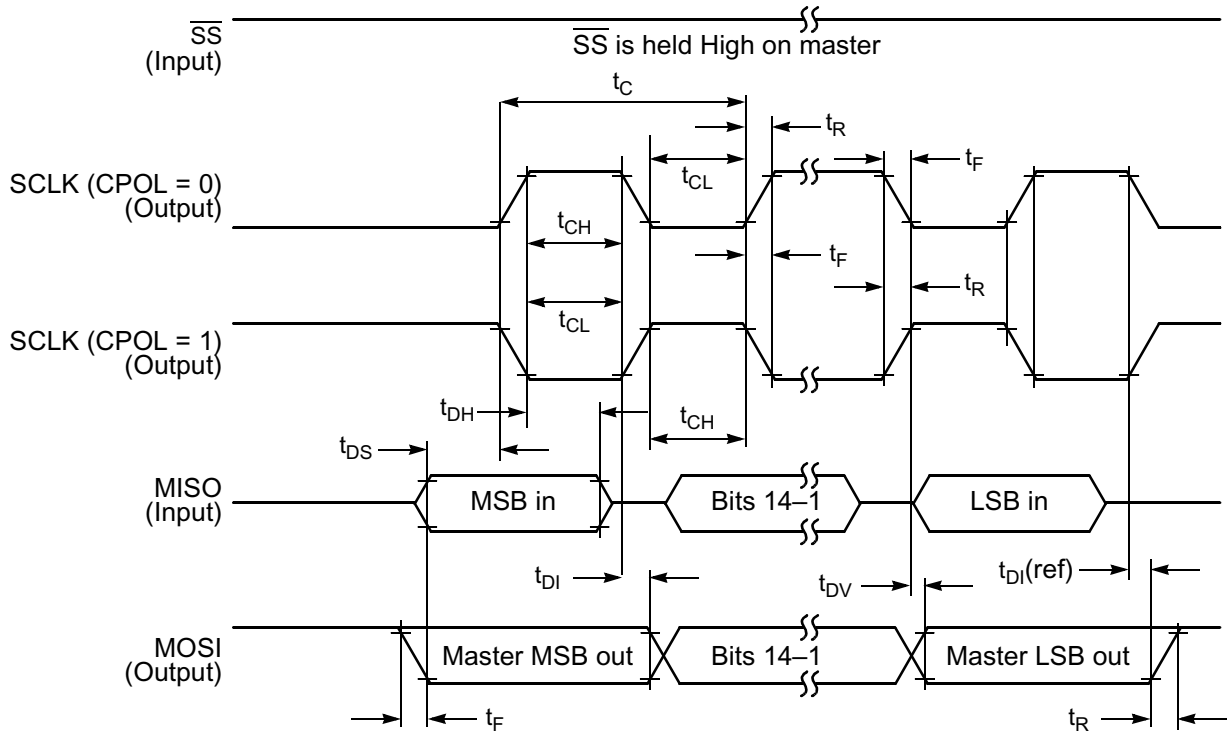 SS
(Input)
SS is held High on master
tC
tR
tCL
tF
SCLK (CPOL = 0)
(Output)
tCH
tF
tR
tCL
SCLK (CPOL = 1)
(Output)
tDH
tCH
tDS
MISO
(Input)
MSB in
Bits 14–1
LSB in
tDI
tDV
tDI(ref)
MOSI
(Output)
Master MSB out
Bits 14–1
Master LSB out
tF
tR